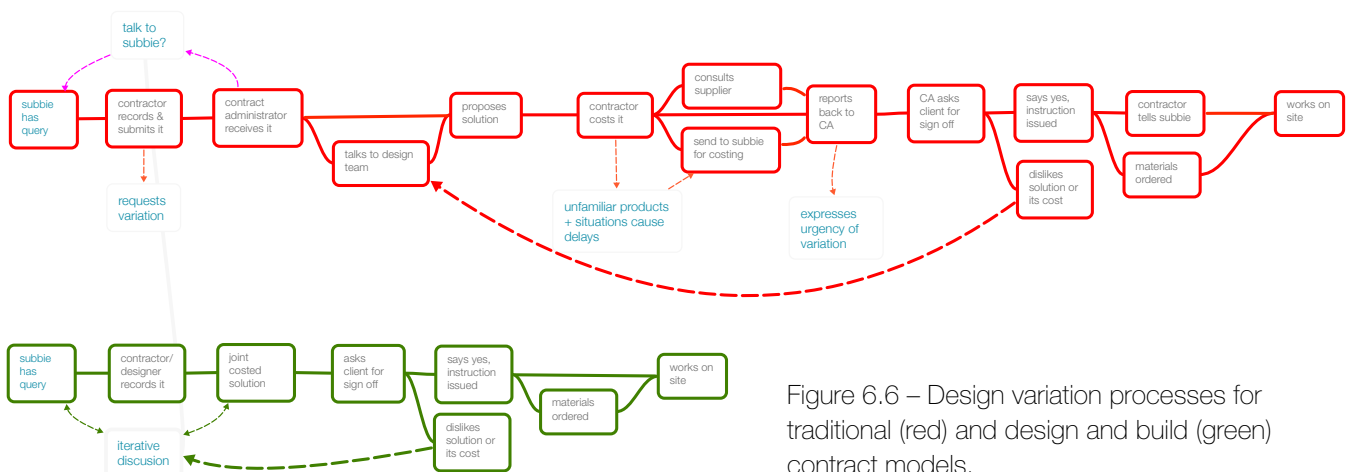 talk to
subbie?
subbie
has
query
contractor
records &
submits it
contract
administrator
receives it
talks to design
team
proposes
solution
contractor
costs it
consults
supplier
send to subbie
for costing
reports
back to
CA
CA asks
client for
sign off
says yes,
instruction
issued
dislikes
solution or
its cost
contractor
tells subbie
materials
ordered
works on
site
requests
variation
unfamiliar products
+ situations cause
delays
expresses
urgency of
variation
subbie
has
query
contractor/
designer
records it
joint
costed
solution
asks
client for
sign off
says yes,
instruction
issued
dislikes
solution or
its cost
materials
ordered
works on
site
iterative
discusion
Figure 6.6 – Design variation processes for
traditional (red) and design and build (green)
contract models.